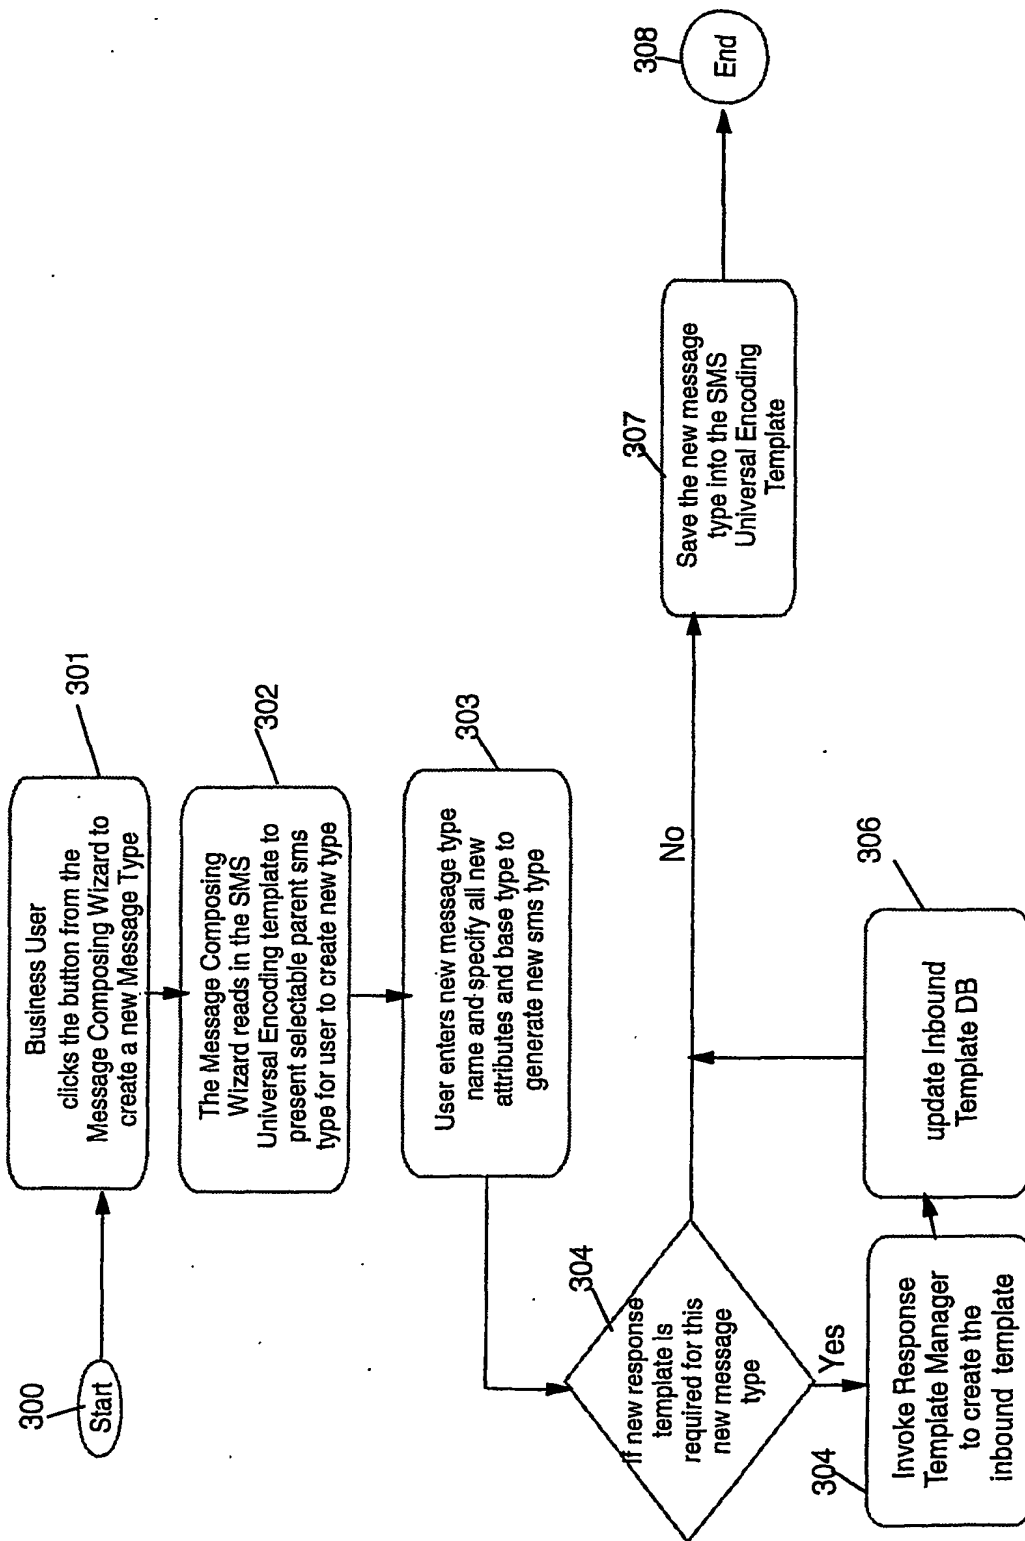 300
Start
301
Business User
clicks the button from the
Message Composing Wizard to
create a new Message Type
302
The Message Composing
Wizard reads in the SMS
Universal Encoding template to
present selectable parent sms
type for user to create new type
303
User enters new message type
name and specify all new
attributes and base type to
generate new sms type
304
If new response
template is
required for this
new message
type
Yes
No
304
Invoke Response
Template Manager
to create the
inbound template
306
update Inbound
Template DB
307
Save the new message
type into the SMS
Universal Encoding
Template
308
End